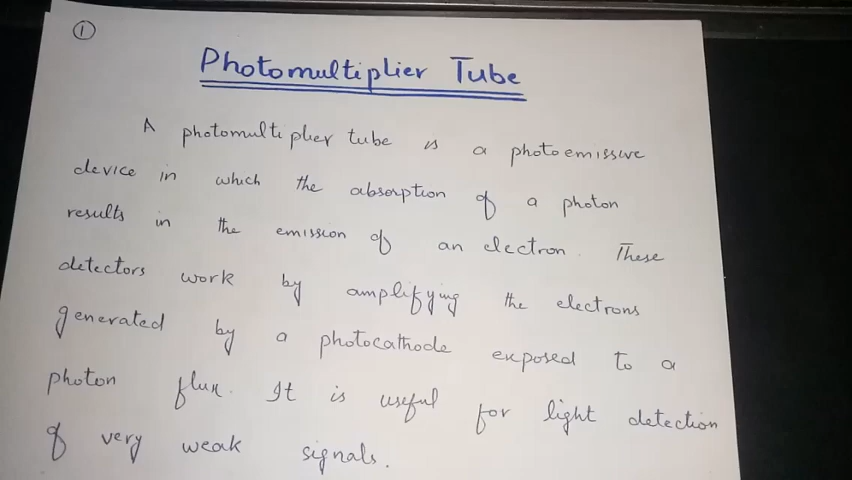 1
Photomultiplier Tube
A photomultiplier tube is a photoemissive
device in which the absorption of a photon
results in the emission of an electron. These
detectors work by amplifying the electrons
generated by a photocathode exposed to a
photon flux. It is useful for light detection
of very weak signals.